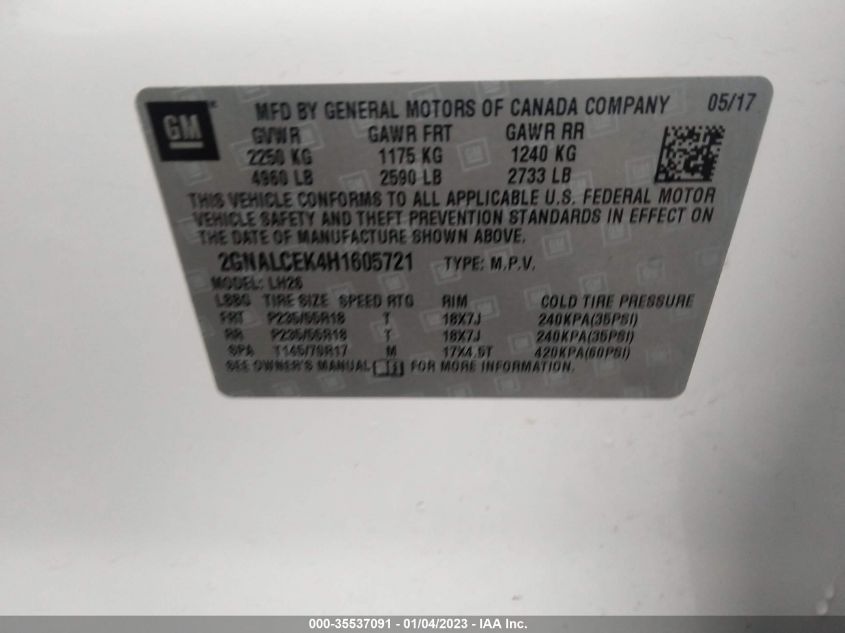 GM
MFD BY GENERAL MOTORS OF CANADA COMPANY 05/17
GVWR GAWR FRT GAWR RR
2250 KG 1175 KG 1240 KG
4960 LB 2590 LB 2733 LB
THIS VEHICLE CONFORMS TO ALL APPLICABLE U.S. FEDERAL MOTOR
VEHICLE SAFETY AND THEFT PREVENTION STANDARDS IN EFFECT ON
THE DATE OF MANUFACTURE SHOWN ABOVE.
2GNALCEK4H1605721 TYPE: M.P.V.
MODEL: LH26
TIRE SIZE SPEED RTG RIM COLD TIRE PRESSURE
FRT P235/55R18 T 18X7J 240KPA(35PSI)
RR P235/55R18 T 18X7J 240KPA(35PSI)
SPA T145/70R17 M 17X4.5T 420KPA(60PSI)
SEE OWNER'S MANUAL FOR MORE INFORMATION.
000-35537091 - 01/04/2023 - IAA Inc.